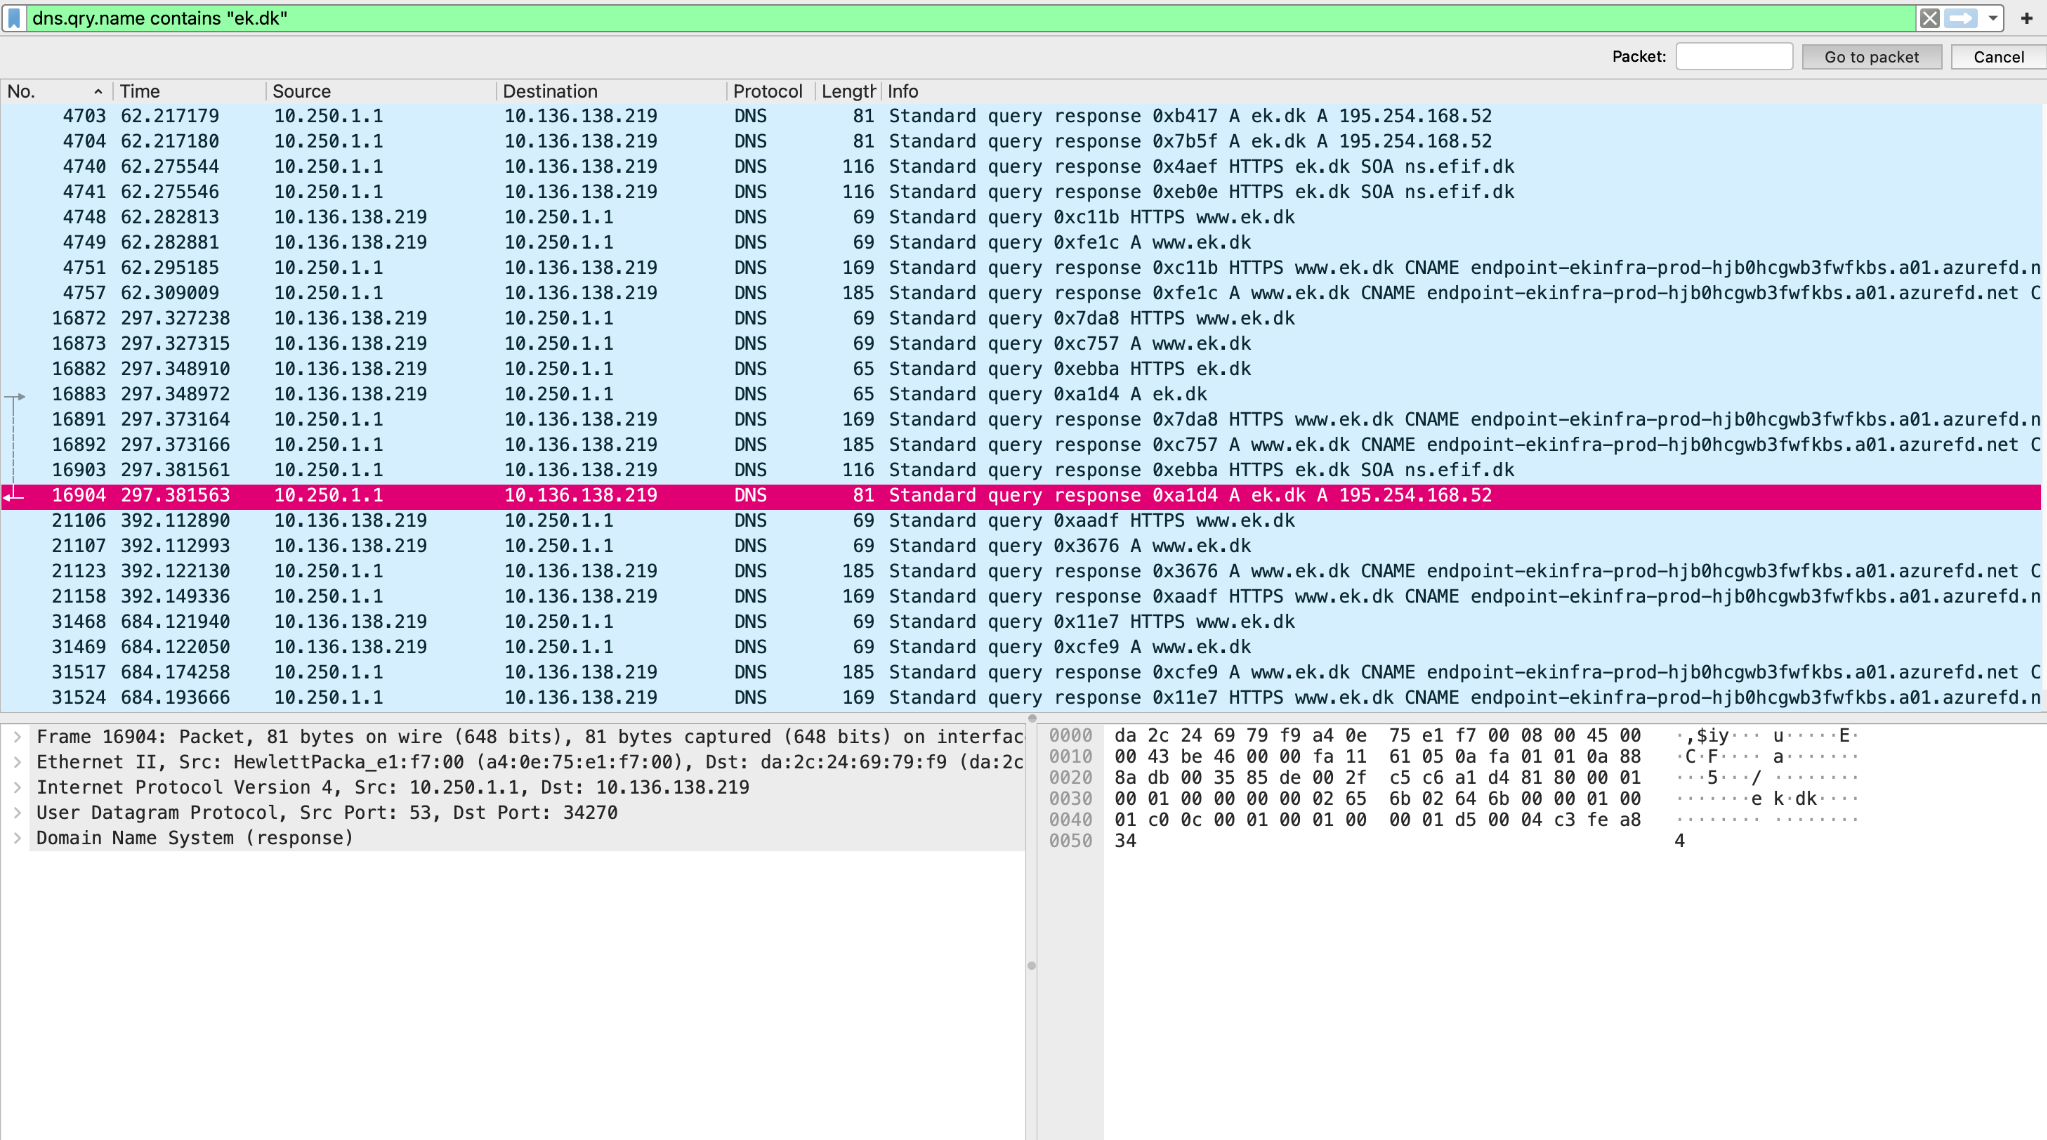 dns.qry.name contains "ek.dk"
Packet: Go to packet Cancel
No. Time Source Destination Protocol Length Info
4703 62.217179 10.250.1.1 10.136.138.219 DNS 81 Standard query response 0xb417 A ek.dk A 195.254.168.52
4704 62.217180 10.250.1.1 10.136.138.219 DNS 81 Standard query response 0x7b5f A ek.dk A 195.254.168.52
4740 62.275544 10.250.1.1 10.136.138.219 DNS 116 Standard query response 0x4aef HTTPS ek.dk SOA ns.efif.dk
4741 62.275546 10.250.1.1 10.136.138.219 DNS 116 Standard query response 0xeb0e HTTPS ek.dk SOA ns.efif.dk
4748 62.282813 10.136.138.219 10.250.1.1 DNS 69 Standard query 0xc11b HTTPS www.ek.dk
4749 62.282881 10.136.138.219 10.250.1.1 DNS 69 Standard query 0xfe1c A www.ek.dk
4751 62.295185 10.250.1.1 10.136.138.219 DNS 169 Standard query response 0xc11b HTTPS www.ek.dk CNAME endpoint-ekinfra-prod-hjb0hcgwb3fwfkbs.a01.azurefd.n
4757 62.309009 10.250.1.1 10.136.138.219 DNS 185 Standard query response 0xfe1c A www.ek.dk CNAME endpoint-ekinfra-prod-hjb0hcgwb3fwfkbs.a01.azurefd.net C
16872 297.327238 10.136.138.219 10.250.1.1 DNS 69 Standard query 0x7da8 HTTPS www.ek.dk
16873 297.327315 10.136.138.219 10.250.1.1 DNS 69 Standard query 0xc757 A www.ek.dk
16882 297.348910 10.136.138.219 10.250.1.1 DNS 65 Standard query 0xebba HTTPS ek.dk
16883 297.348972 10.136.138.219 10.250.1.1 DNS 65 Standard query 0xa1d4 A ek.dk
16891 297.373164 10.250.1.1 10.136.138.219 DNS 169 Standard query response 0x7da8 HTTPS www.ek.dk CNAME endpoint-ekinfra-prod-hjb0hcgwb3fwfkbs.a01.azurefd.n
16892 297.373166 10.250.1.1 10.136.138.219 DNS 185 Standard query response 0xc757 A www.ek.dk CNAME endpoint-ekinfra-prod-hjb0hcgwb3fwfkbs.a01.azurefd.net C
16903 297.381561 10.250.1.1 10.136.138.219 DNS 116 Standard query response 0xebba HTTPS ek.dk SOA ns.efif.dk
16904 297.381563 10.250.1.1 10.136.138.219 DNS 81 Standard query response 0xa1d4 A ek.dk A 195.254.168.52
21106 392.112890 10.136.138.219 10.250.1.1 DNS 69 Standard query 0xaadf HTTPS www.ek.dk
21107 392.112993 10.136.138.219 10.250.1.1 DNS 69 Standard query 0x3676 A www.ek.dk
21123 392.122130 10.250.1.1 10.136.138.219 DNS 185 Standard query response 0x3676 A www.ek.dk CNAME endpoint-ekinfra-prod-hjb0hcgwb3fwfkbs.a01.azurefd.net C
21158 392.149336 10.250.1.1 10.136.138.219 DNS 169 Standard query response 0xaadf HTTPS www.ek.dk CNAME endpoint-ekinfra-prod-hjb0hcgwb3fwfkbs.a01.azurefd.n
31468 684.121940 10.136.138.219 10.250.1.1 DNS 69 Standard query 0x11e7 HTTPS www.ek.dk
31469 684.122050 10.136.138.219 10.250.1.1 DNS 69 Standard query 0xcfe9 A www.ek.dk
31517 684.174258 10.250.1.1 10.136.138.219 DNS 185 Standard query response 0xcfe9 A www.ek.dk CNAME endpoint-ekinfra-prod-hjb0hcgwb3fwfkbs.a01.azurefd.net C
31524 684.193666 10.250.1.1 10.136.138.219 DNS 169 Standard query response 0x11e7 HTTPS www.ek.dk CNAME endpoint-ekinfra-prod-hjb0hcgwb3fwfkbs.a01.azurefd.n
Frame 16904: Packet, 81 bytes on wire (648 bits), 81 bytes captured (648 bits) on interfac
Ethernet II, Src: HewlettPacka_e1:f7:00 (a4:0e:75:e1:f7:00), Dst: da:2c:24:69:79:f9 (da:2c
Internet Protocol Version 4, Src: 10.250.1.1, Dst: 10.136.138.219
User Datagram Protocol, Src Port: 53, Dst Port: 34270
Domain Name System (response)
0000 da 2c 24 69 79 f9 a4 0e 75 e1 f7 00 08 00 45 00 ·,$iy··· u·····E·
0010 00 43 be 46 00 00 fa 11 61 05 0a fa 01 01 0a 88 ·C·F···· a·······
0020 8a db 00 35 85 de 00 2f c5 c6 a1 d4 81 80 00 01 ···5···/ ········
0030 00 01 00 00 00 00 02 65 6b 02 64 6b 00 00 01 00 ·······e k·dk····
0040 01 c0 0c 00 01 00 01 00 00 01 d5 00 04 c3 fe a8 ········ ········
0050 34 4